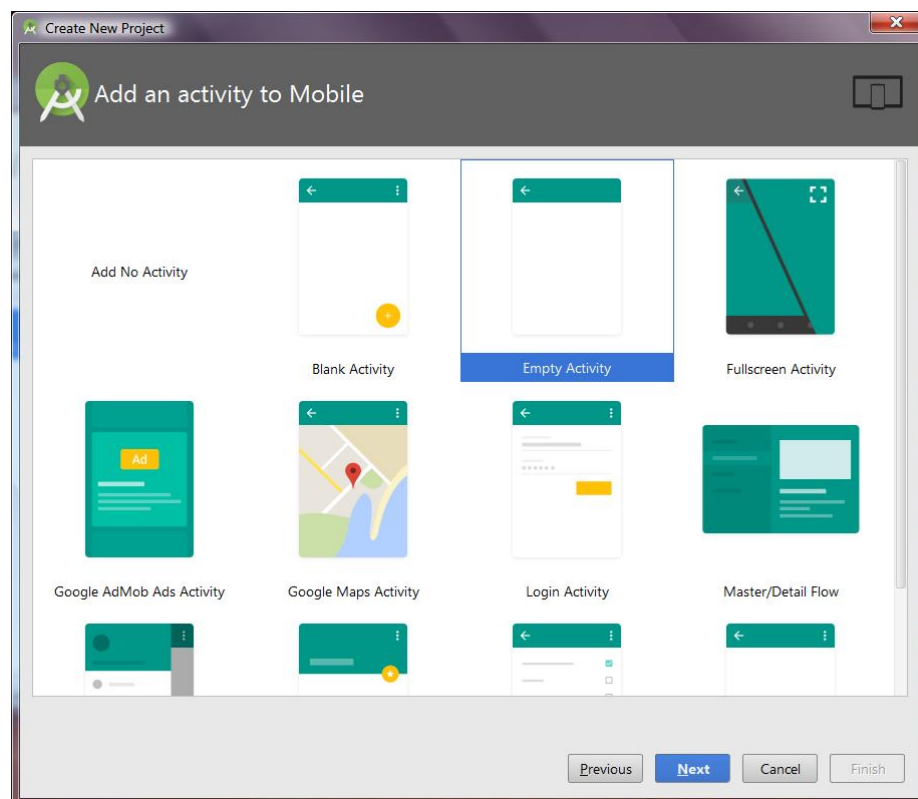 Create New Project
Add an activity to Mobile
Add No Activity
Blank Activity
Empty Activity
Fullscreen Activity
Ad
Google AdMob Ads Activity
Google Maps Activity
Login Activity
Master/Detail Flow
Previous
Next
Cancel
Finish